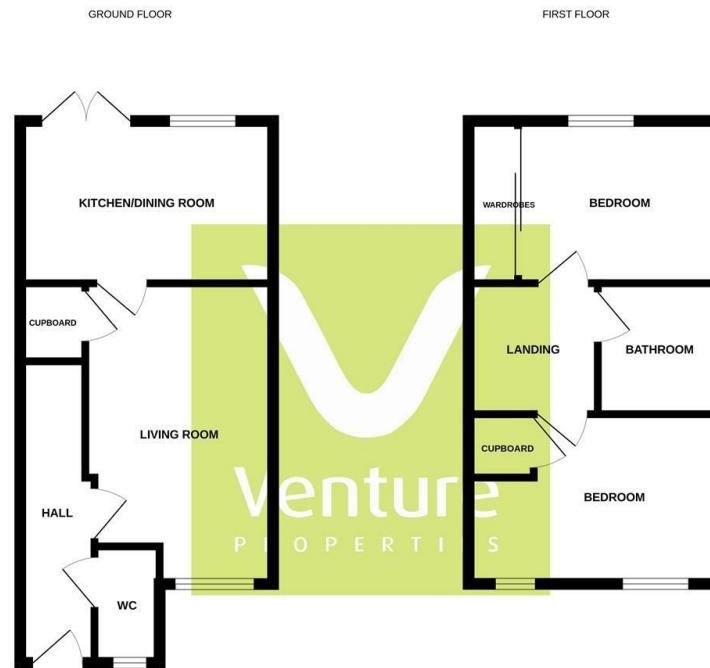 GROUND FLOOR
FIRST FLOOR
KITCHEN/DINING ROOM
WARDROBES
BEDROOM
CUPBOARD
LANDING
BATHROOM
LIVING ROOM
CUPBOARD
Venture
PROPERTIES
BEDROOM
HALL
WC